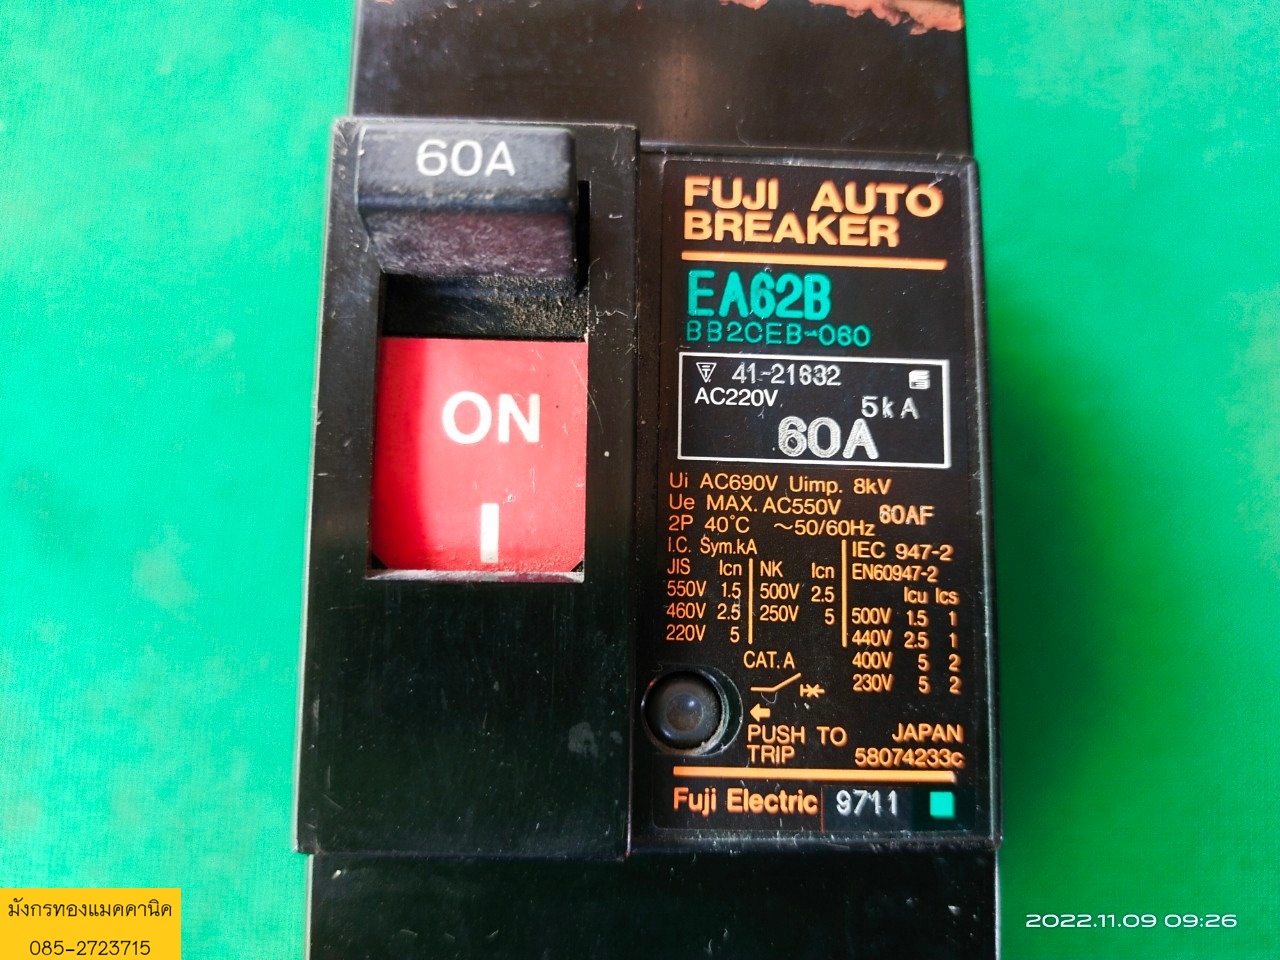 60A
ON
FUJI AUTO
BREAKER
EA62B
BB2CEB-060
41-21632
AC220V
5kA
60A
Ui AC690V Uimp. 8kV
Ue MAX. AC550V 60AF
2P 40°C ~50/60Hz
I.C. Sym.kA
JIS Icn
550V 1.5
460V 2.5
220V 5
NK Icn
500V 2.5
250V 5
IEC 947-2
EN60947-2
Icu Ics
500V 1.5 1
440V 2.5 1
400V 5 2
230V 5 2
CAT. A
PUSH TO
TRIP
JAPAN
58074233c
Fuji Electric 9711
มังกรทองแมคคานิค
085-2723715
2022.11.09 09:26